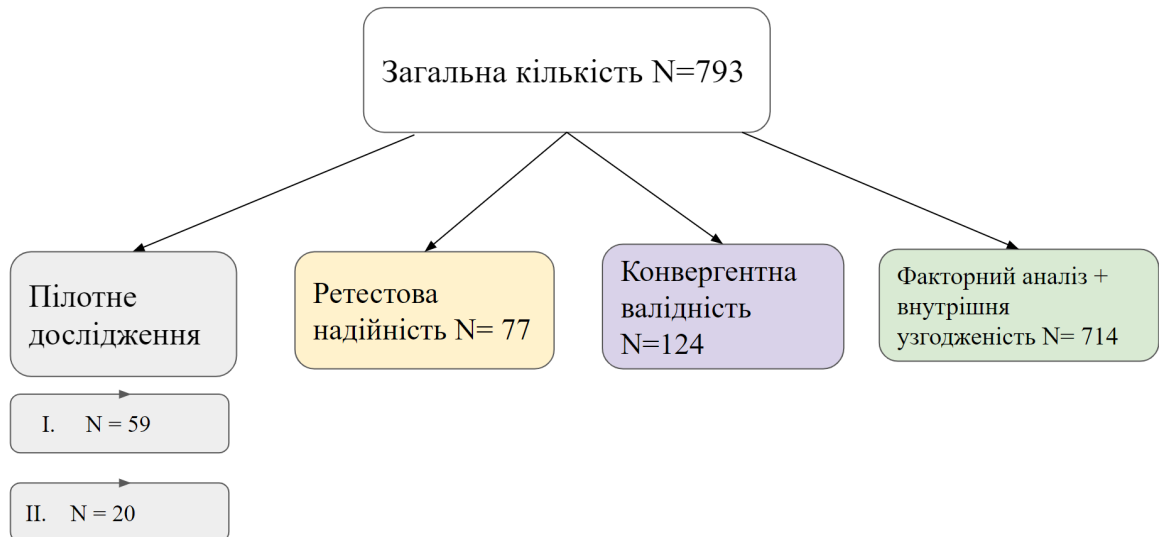 Загальна кількість N=793
Пілотне
дослідження
Ретестова
надійність N= 77
Конвергентна
валідність
N=124
Факторний аналіз +
внутрішня
узгодженість N= 714
I. N = 59
II. N = 20